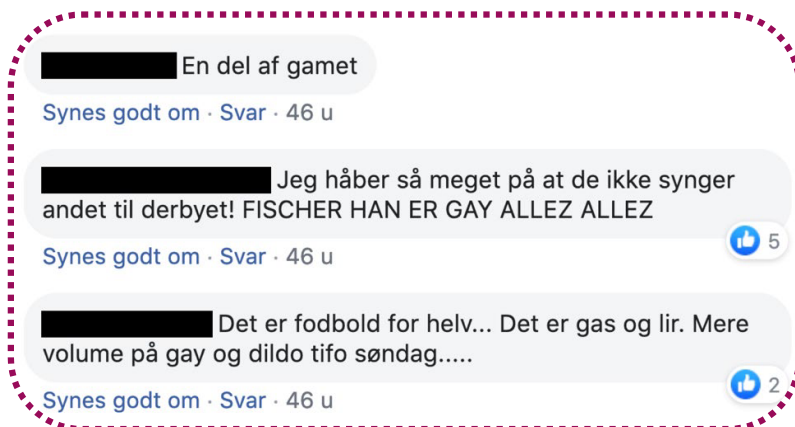 En del af gamet
Synes godt om · Svar · 46 u
Jeg håber så meget på at de ikke synger
andet til derbyet! FISCHER HAN ER GAY ALLEZ ALLEZ
5
Synes godt om · Svar · 46 u
Det er fodbold for helv... Det er gas og lir. Mere
volume på gay og dildo tifo søndag.....
2
Synes godt om · Svar · 46 u